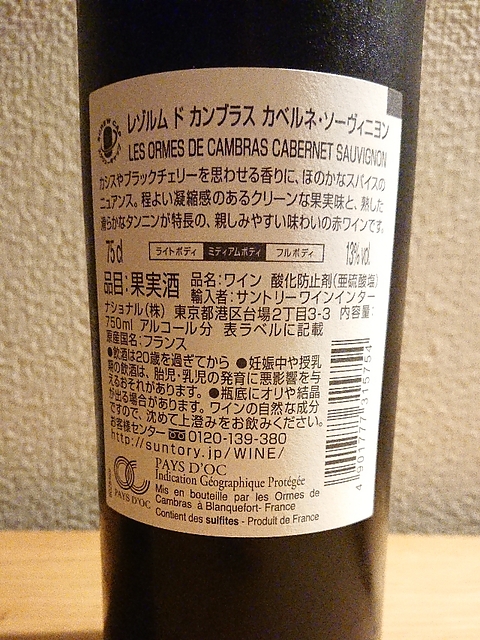 レゾルム ド カンブラス カベルネ・ソーヴィニヨン
LES ORMES DE CAMBRAS CABERNET SAUVIGNON
カシスやブラックチェリーを思わせる香りに、ほのかなスパイスの
ニュアンス。程よい凝縮感のあるクリーンな果実味と、熟した
滑らかなタンニンが特長の、親しみやすい味わいの赤ワインです。
75cl ライトボディ ミディアムボディ フルボディ 13% vol.
品目:果実酒 品名:ワイン 酸化防止剤(亜硫酸塩)
輸入者:サントリーワインインター
ナショナル(株) 東京都港区台場2丁目3-3 内容量:
750ml アルコール分 表ラベルに記載
原産国名:フランス
●飲酒は20歳を過ぎてから ●妊娠中や授乳
期の飲酒は、胎児・乳児の発育に悪影響を与
えるおそれがあります。 ●瓶底にオリや結晶
が出る場合があります。ワインの自然な成分
ですので、沈めて上澄みをお飲みください。
お客様センター 0120-139-380
http://suntory.jp/WINE/
4 901777 315754
PAYS D'OC
PAYS D'OC
Indication Géographique Protégée
Mis en bouteille par les Ormes de
Cambras à Blanquefort- France
Contient des sulfites - Produit de France